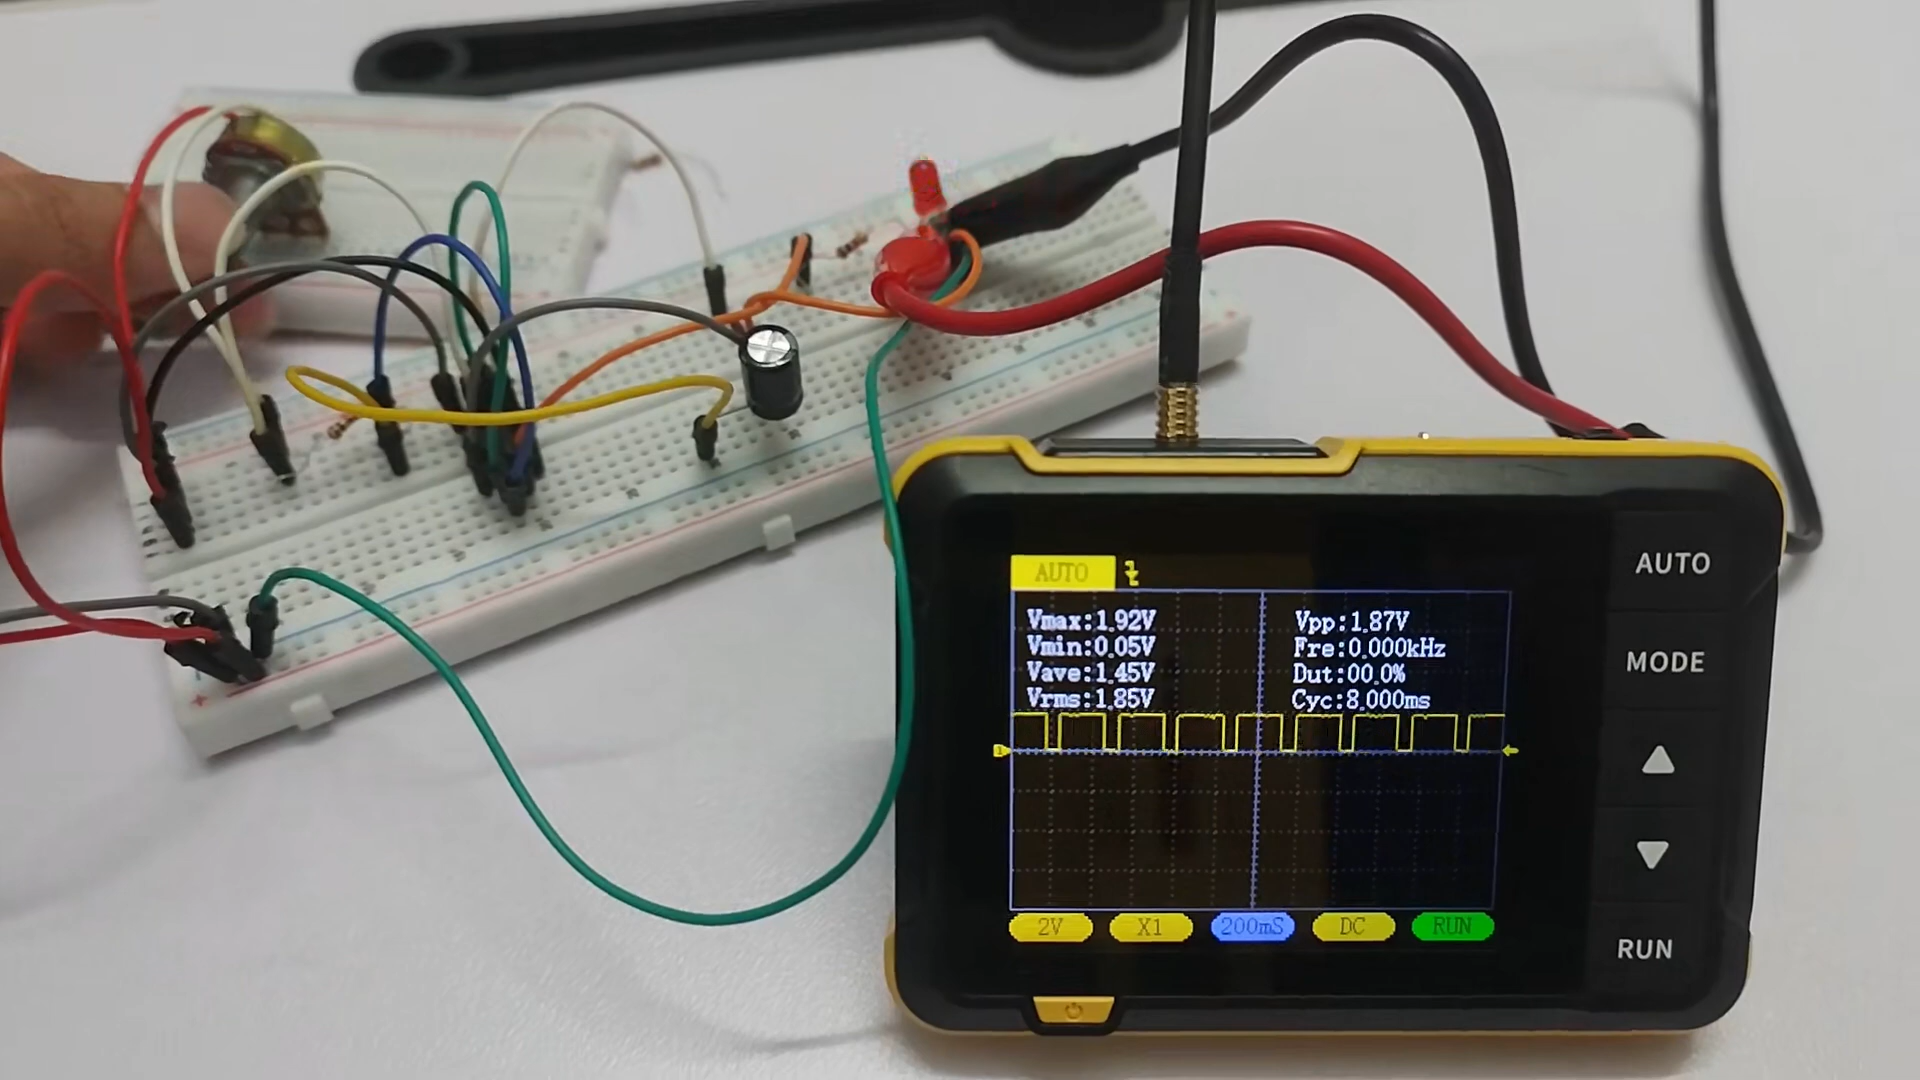 AUTO
Vmax:1.92V Vpp:1.87V
Vmin:0.05V Fre:0.000kHz
Vave:1.45V Dut:00.0%
Vrms:1.85V Cyc:8.000ms
1
2V X1 200mS DC RUN
AUTO
MODE
RUN